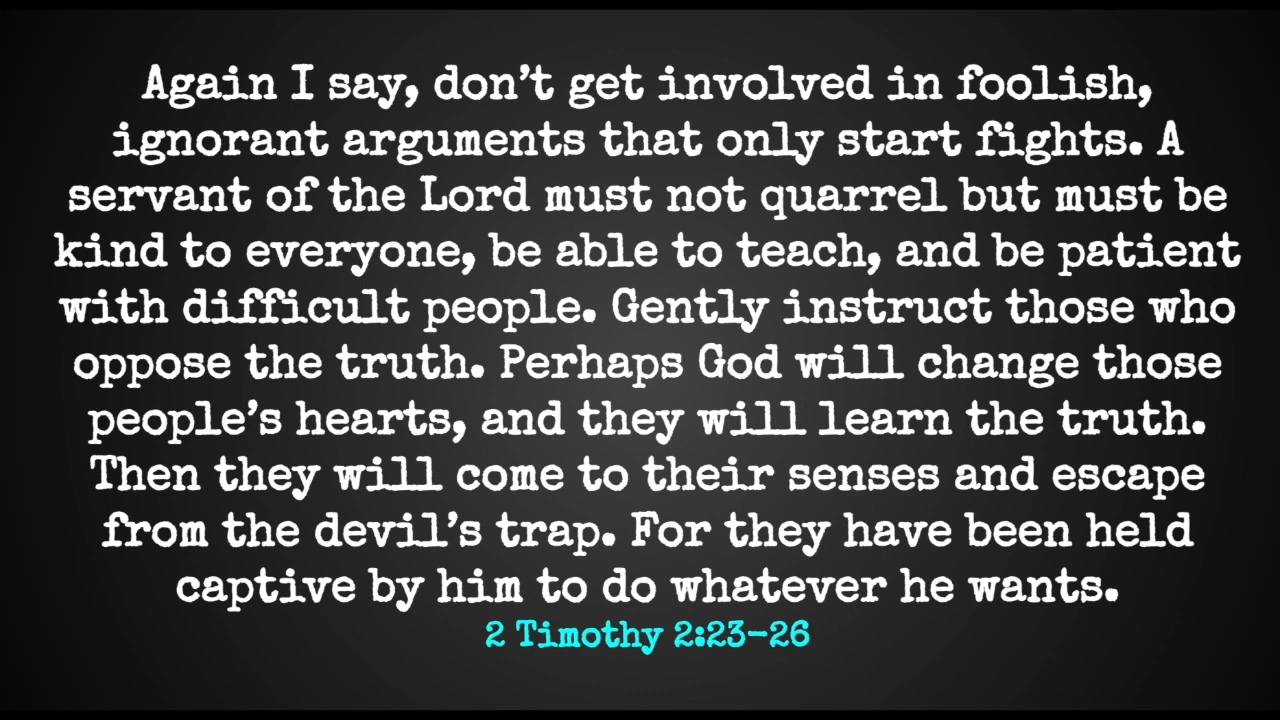 Again I say, don’t get involved in foolish,
ignorant arguments that only start fights. A
servant of the Lord must not quarrel but must be
kind to everyone, be able to teach, and be patient
with difficult people. Gently instruct those who
oppose the truth. Perhaps God will change those
people’s hearts, and they will learn the truth.
Then they will come to their senses and escape
from the devil’s trap. For they have been held
captive by him to do whatever he wants.
2 Timothy 2:23-26